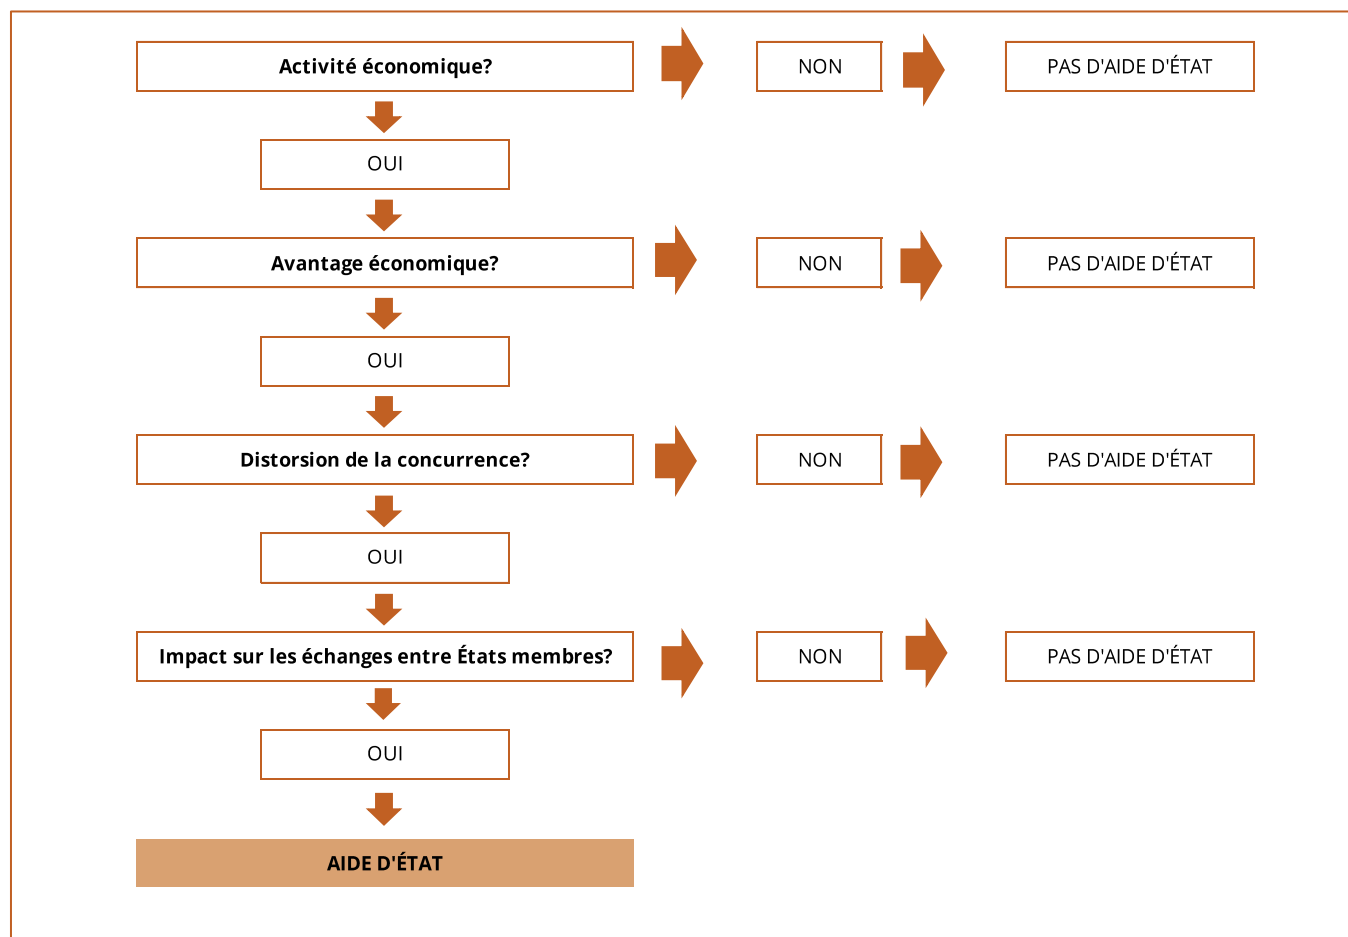 Activité économique?
NON
PAS D'AIDE D'ÉTAT
OUI
Avantage économique?
NON
PAS D'AIDE D'ÉTAT
OUI
Distorsion de la concurrence?
NON
PAS D'AIDE D'ÉTAT
OUI
Impact sur les échanges entre États membres?
NON
PAS D'AIDE D'ÉTAT
OUI
AIDE D'ÉTAT